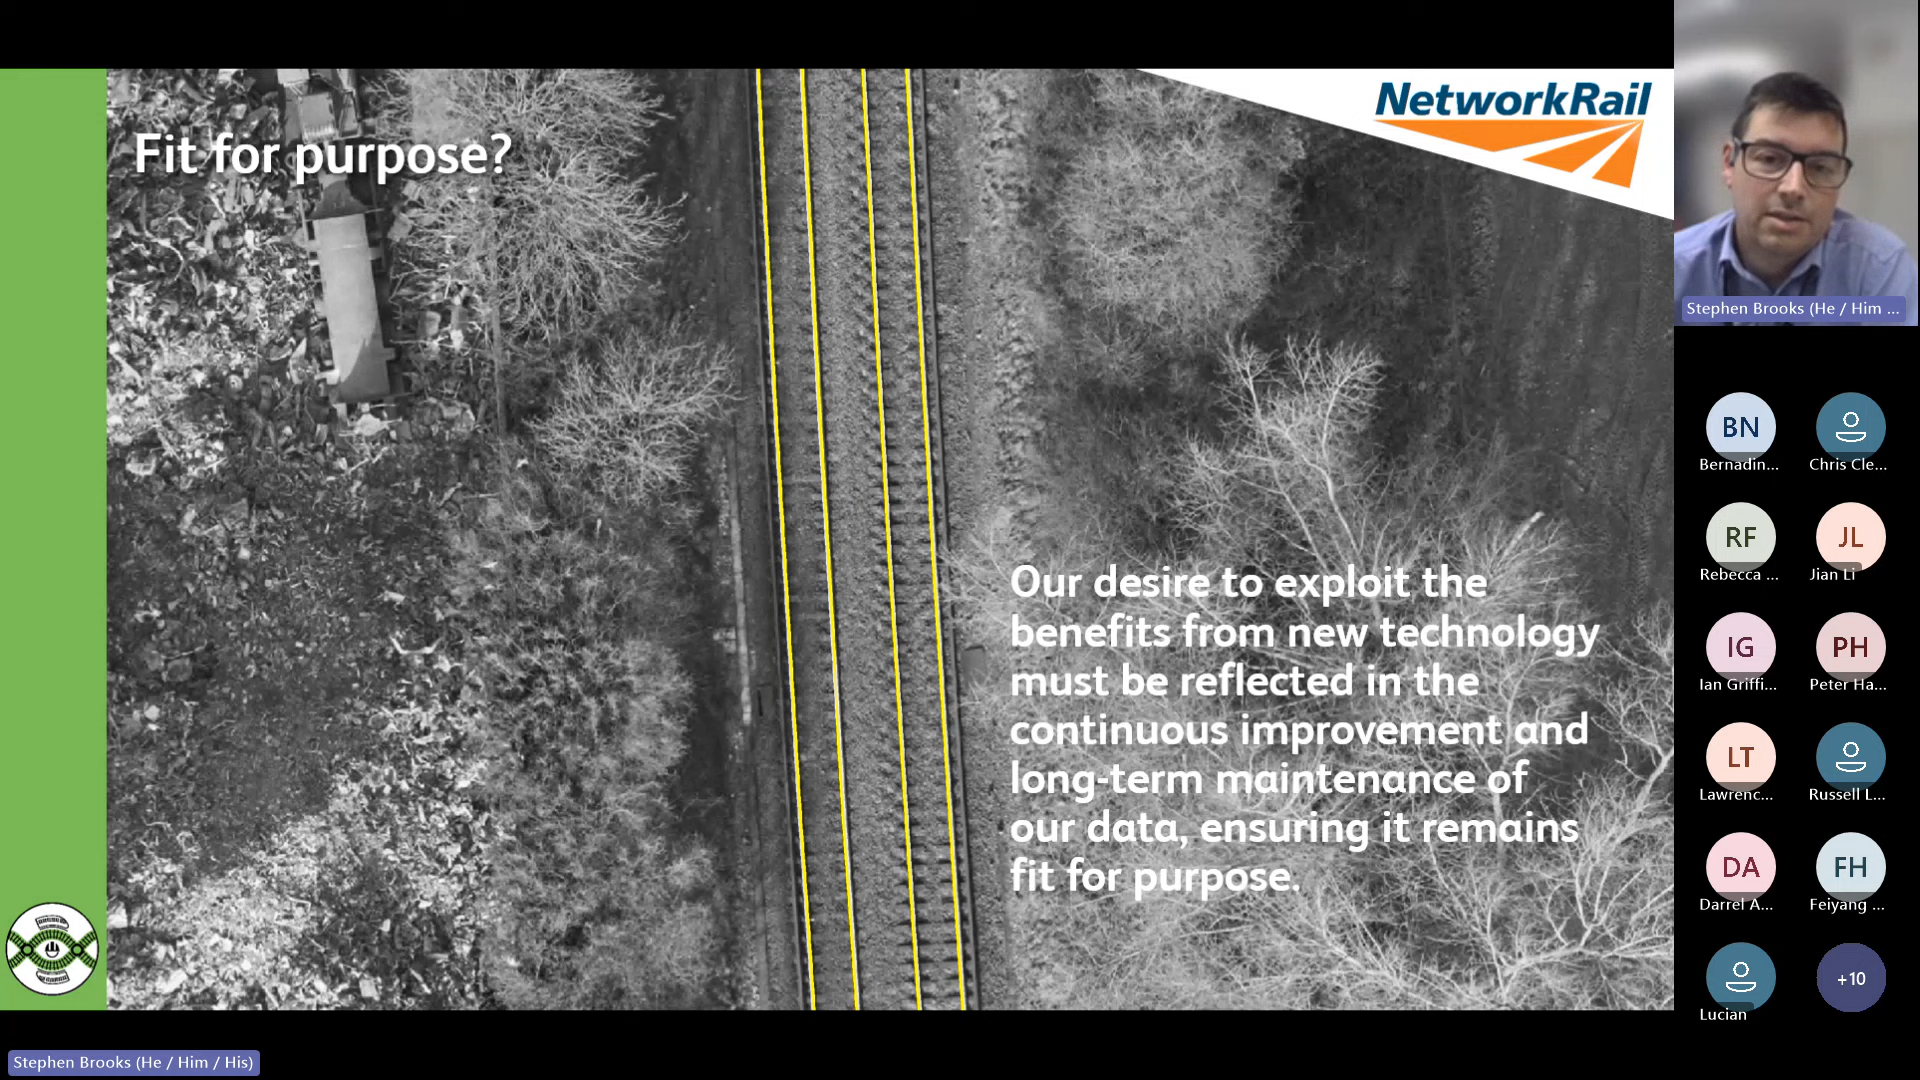 Fit for purpose?
NetworkRail
Our desire to exploit the
benefits from new technology
must be reflected in the
continuous improvement and
long-term maintenance of
our data, ensuring it remains
fit for purpose.
Stephen Brooks (He / Him ...
BN
Bernadin...
Chris Cle...
RF
Rebecca ...
JL
Jian Li
IG
Ian Griffi...
PH
Peter Ha...
LT
Lawrenc...
Russell L...
DA
Darrel A...
FH
Feiyang ...
Lucian
+10
Stephen Brooks (He / Him / His)